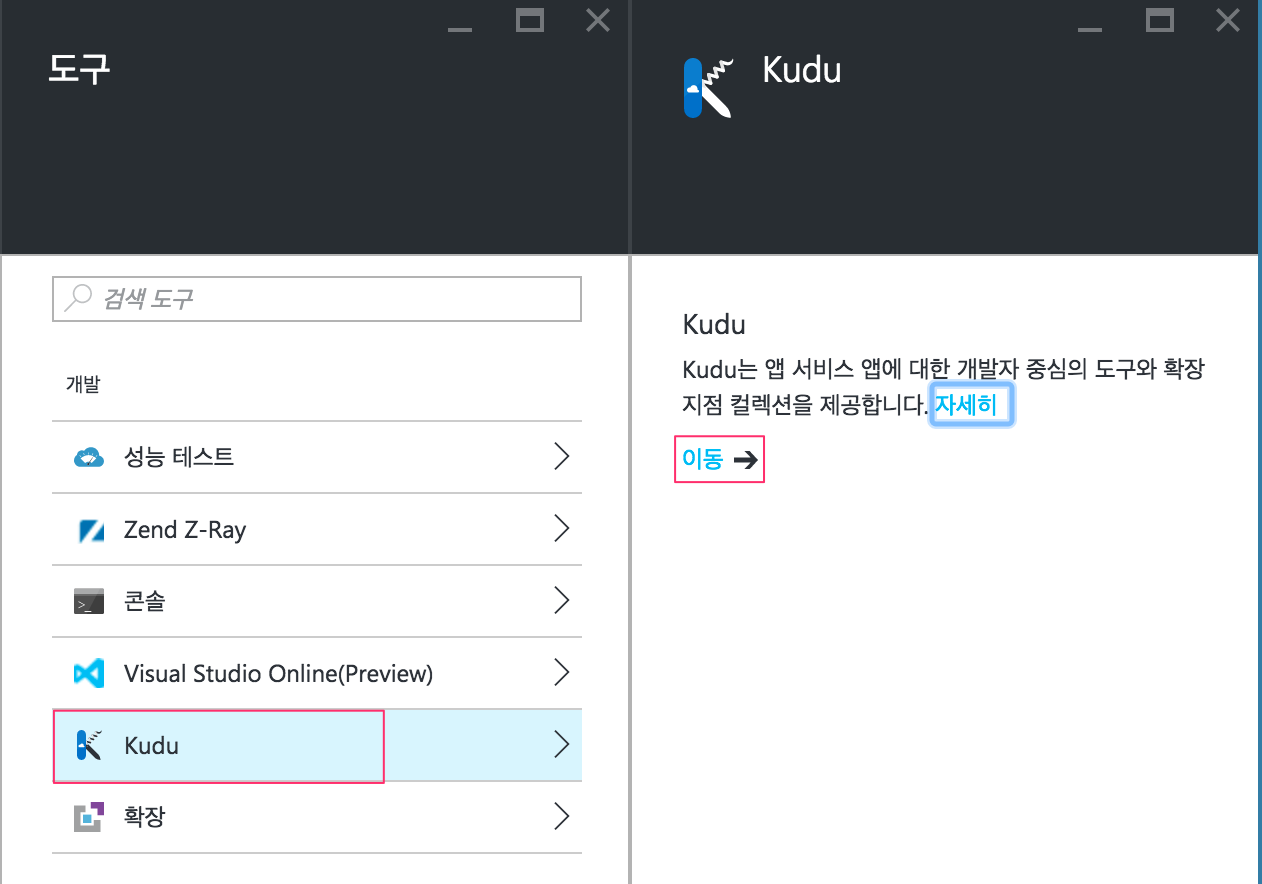 도구
검색 도구
개발
성능 테스트
Zend Z-Ray
>_ 콘솔
Visual Studio Online(Preview)
Kudu
확장
Kudu
Kudu
Kudu는 앱 서비스 앱에 대한 개발자 중심의 도구와 확장
지점 컬렉션을 제공합니다. 자세히
이동 →